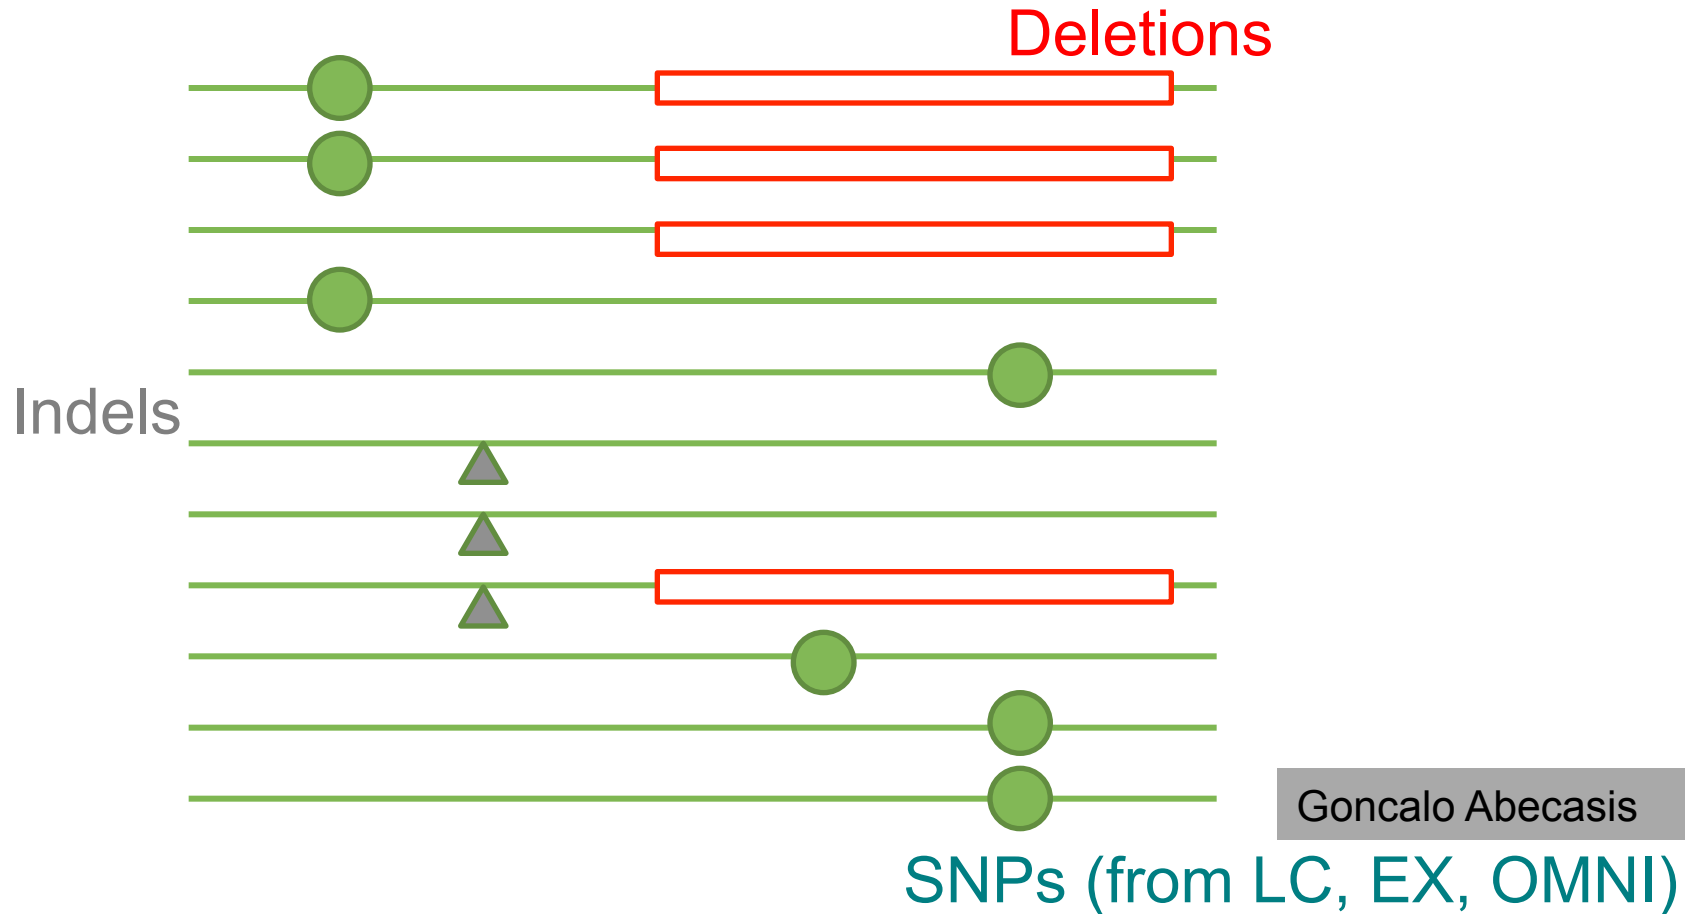 Deletions
Indels
Goncalo Abecasis
SNPs (from LC, EX, OMNI)